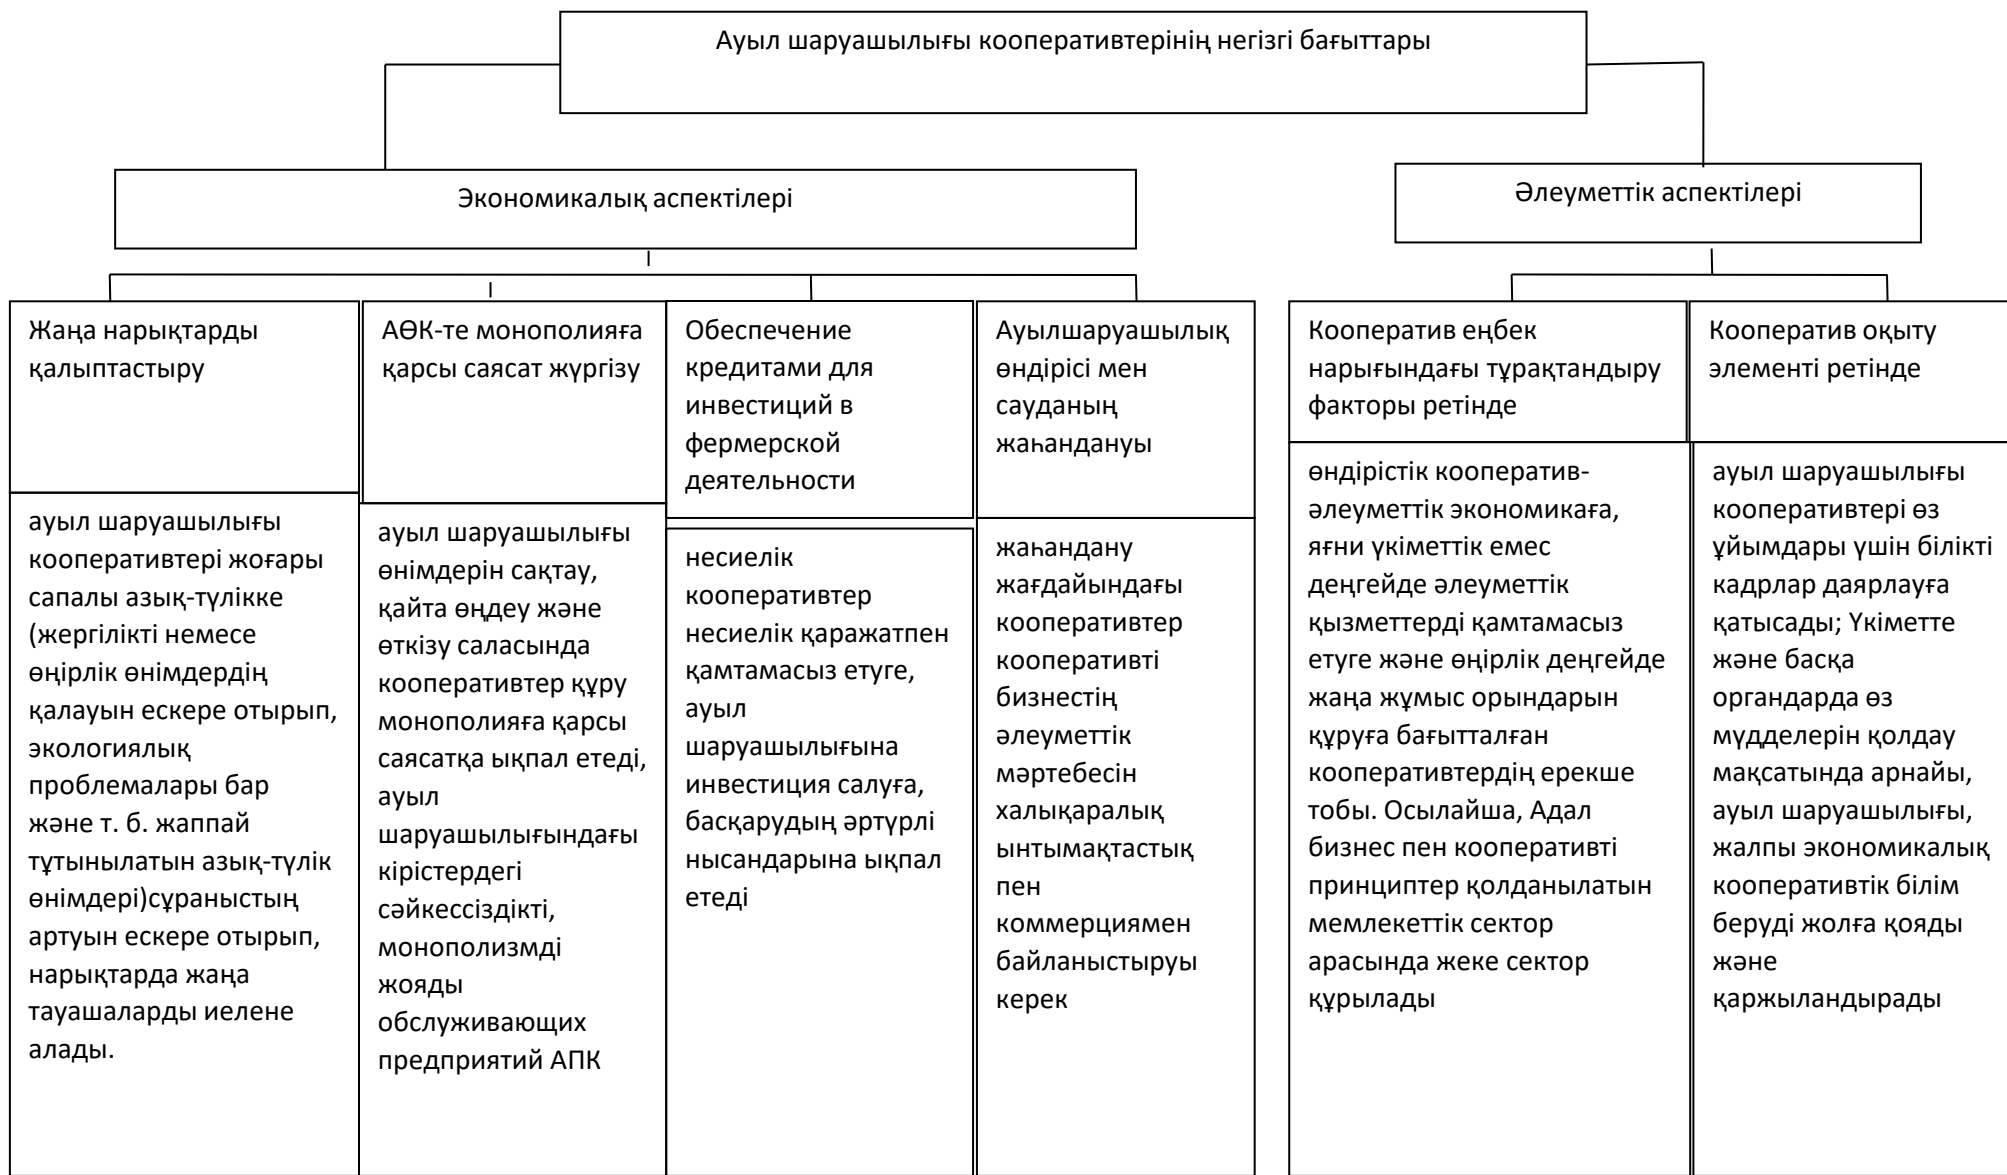 Ауыл шаруашылығы кооперативтерінің негізгі бағыттары
Экономикалық аспектілері
Әлеуметтік аспектілері
Жаңа нарықтарды
қалыптастыру
АӨК-те монополияға
қарсы саясат жүргізу
Обеспечение
кредитами для
инвестиций в
фермерской
деятельности
Ауылшаруашылық
өндірісі мен
сауданың
жаһандануы
Кооператив еңбек
нарығындағы тұрақтандыру
факторы ретінде
Кооператив оқыту
элементі ретінде
ауыл шаруашылығы
кооперативтері жоғары
сапалы азық-түлікке
(жергілікті немесе
өңірлік өнімдердің
қалауын ескере отырып,
экологиялық
проблемалары бар
және т. б. жаппай
тұтынылатын азық-түлік
өнімдері)сұраныстың
артуын ескере отырып,
нарықтарда жаңа
тауашаларды иелене
алады.
ауыл шаруашылығы
өнімдерін сақтау,
қайта өңдеу және
өткізу саласында
кооперативтер құру
монополияға қарсы
саясатқа ықпал етеді,
ауыл
шаруашылығындағы
кірістердегі
сәйкессіздікті,
монополизмді
жояды
обслуживающих
предприятий АПК
несиелік
кооперативтер
несиелік қаражатпен
қамтамасыз етуге,
ауыл
шаруашылығына
инвестиция салуға,
басқарудың әртүрлі
нысандарына ықпал
етеді
жаһандану
жағдайындағы
кооперативтер
кооперативті
бизнестің
әлеуметтік
мәртебесін
халықаралық
ынтымақтастық
пен
коммерциямен
байланыстыруы
керек
өндірістік кооператив-
әлеуметтік экономикаға,
яғни үкіметтік емес
деңгейде әлеуметтік
қызметтерді қамтамасыз
етуге және өңірлік деңгейде
жаңа жұмыс орындарын
құруға бағытталған
кооперативтердің ерекше
тобы. Осылайша, Адал
бизнес пен кооперативті
принциптер қолданылатын
мемлекеттік сектор
арасында жеке сектор
құрылады
ауыл шаруашылығы
кооперативтері өз
ұйымдары үшін білікті
кадрлар даярлауға
қатысады; Үкіметте
және басқа
органдарда өз
мүдделерін қолдау
мақсатында арнайы,
ауыл шаруашылығы,
жалпы экономикалық
кооперативтік білім
беруді жолға қояды
және
қаржыландырады